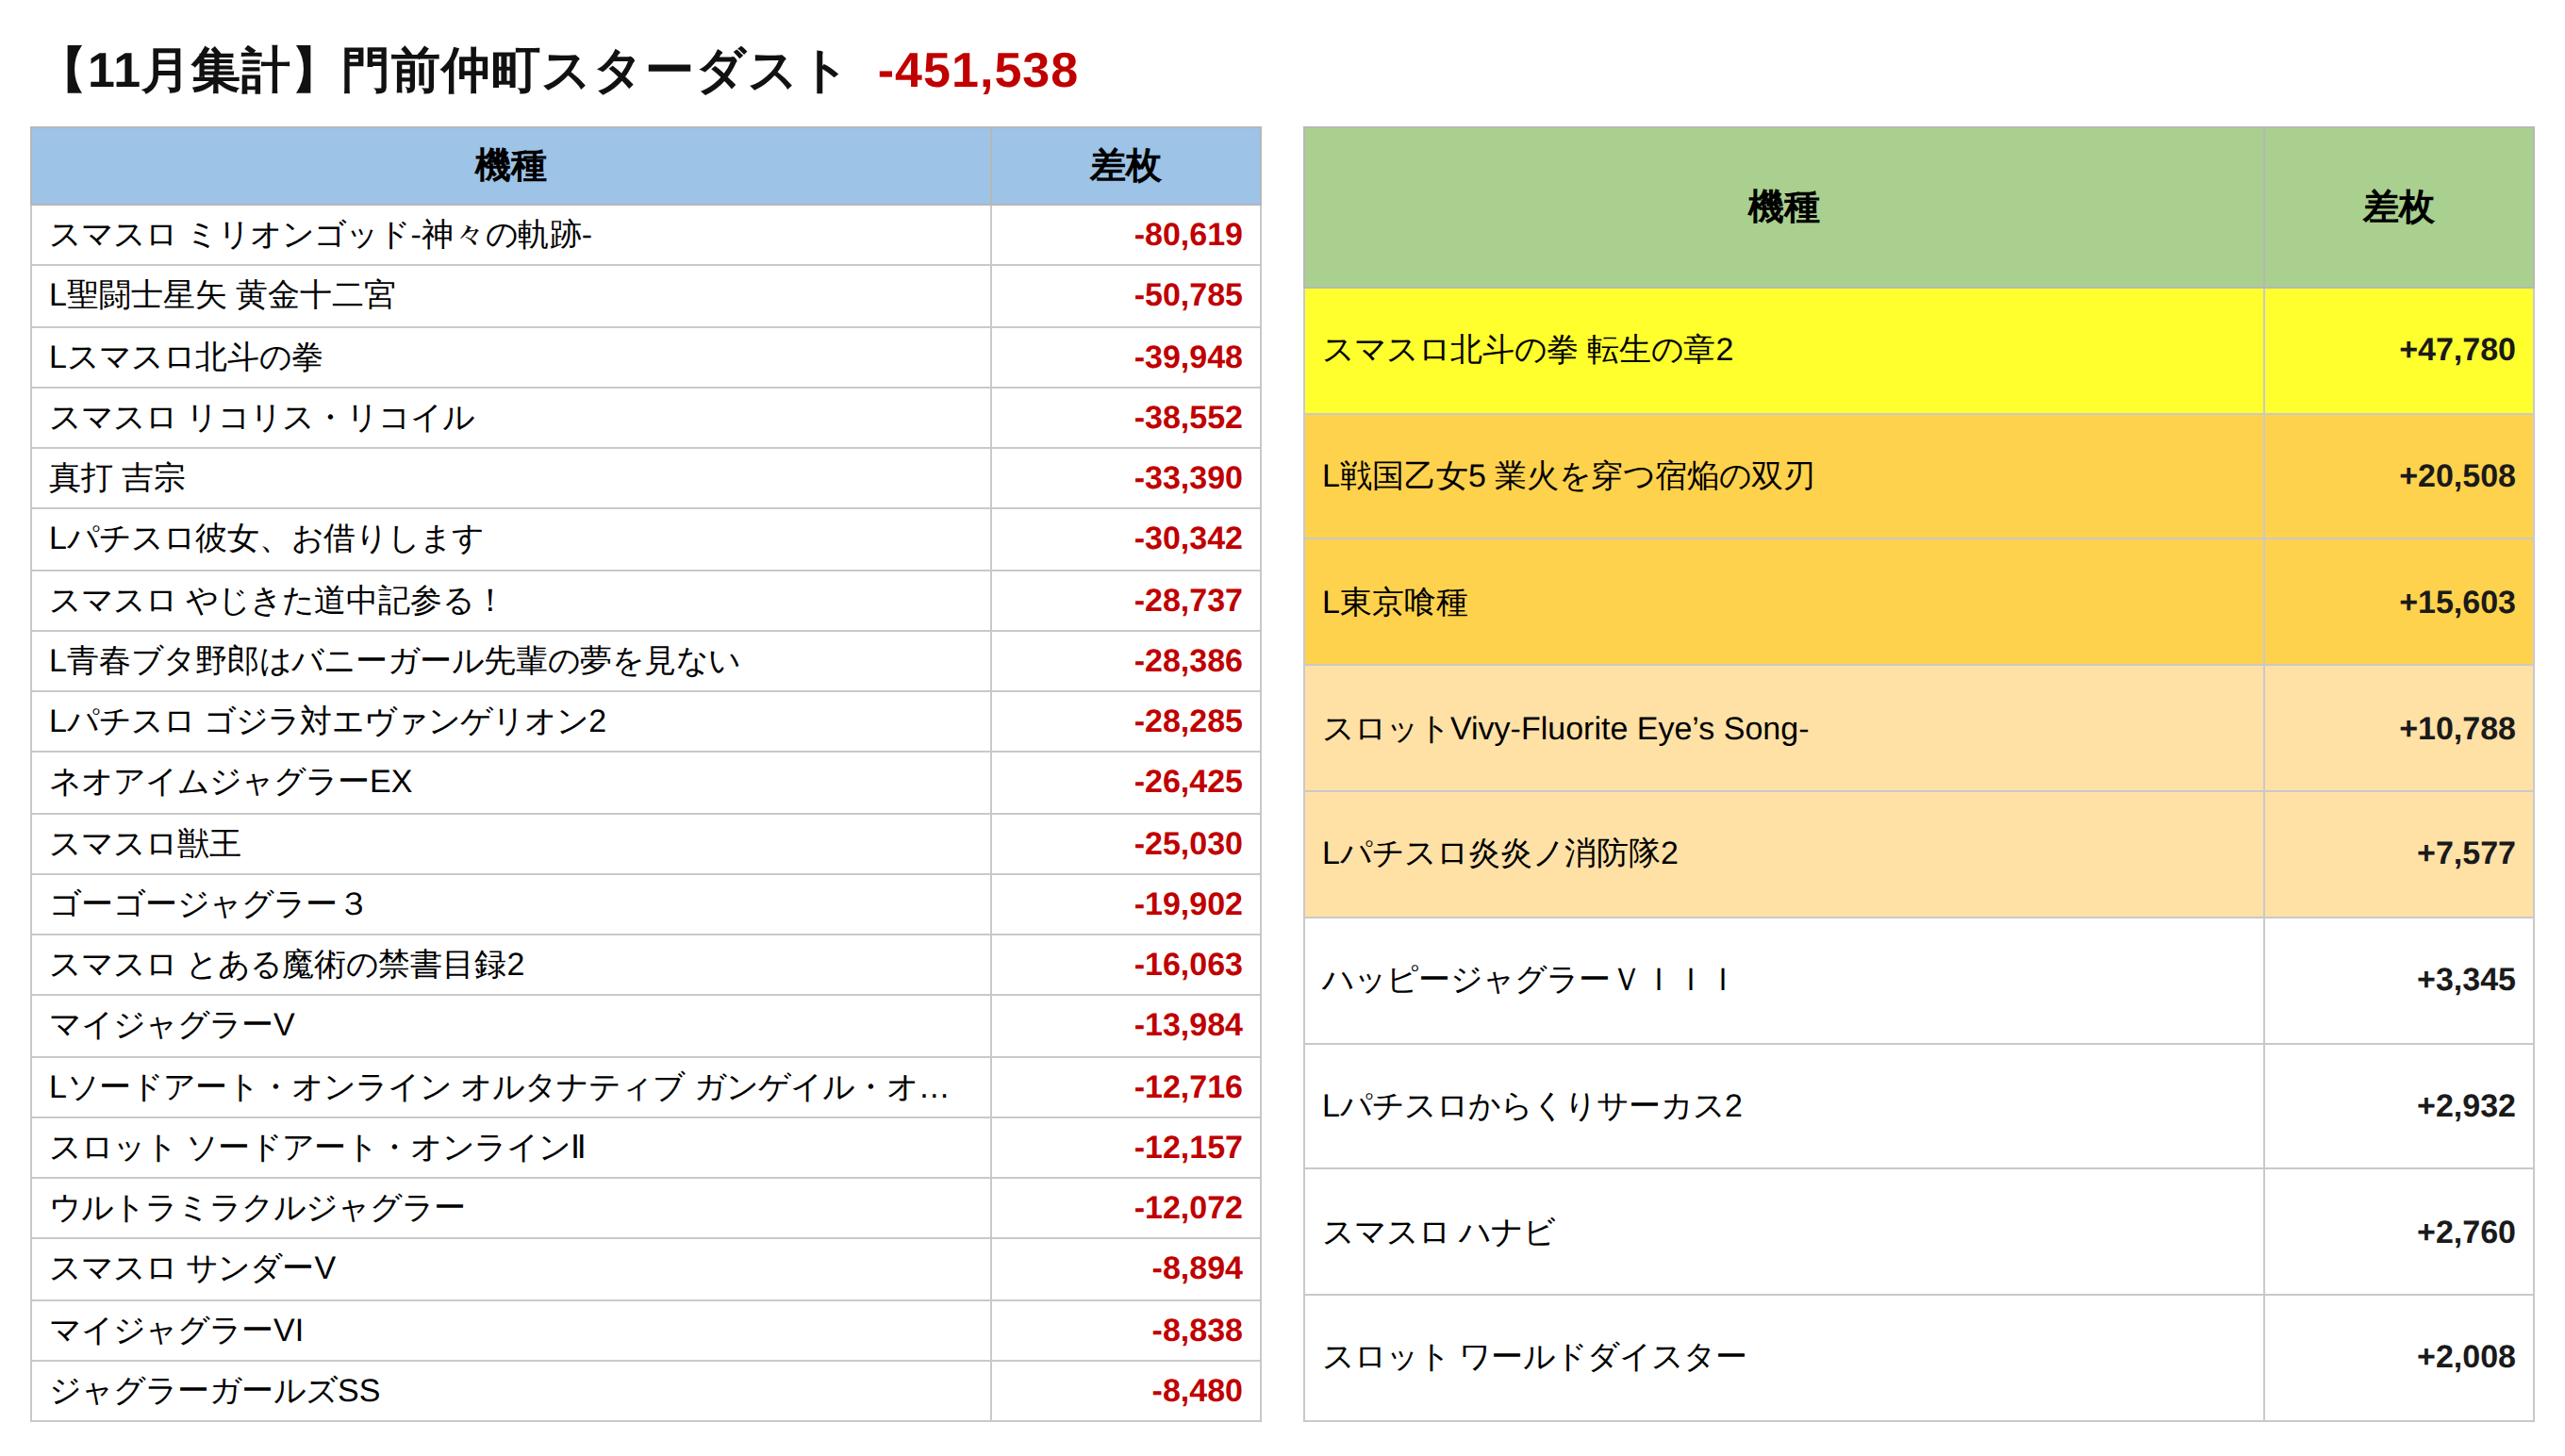 【11月集計】門前仲町スターダスト -451,538
機種 差枚
スマスロ ミリオンゴッド-神々の軌跡- -80,619
L聖闘士星矢 黄金十二宮 -50,785
Lスマスロ北斗の拳 -39,948
スマスロ リコリス・リコイル -38,552
真打 吉宗 -33,390
Lパチスロ彼女、お借りします -30,342
スマスロ やじきた道中記参る！ -28,737
L青春ブタ野郎はバニーガール先輩の夢を見ない -28,386
Lパチスロ ゴジラ対エヴァンゲリオン2 -28,285
ネオアイムジャグラーEX -26,425
スマスロ獣王 -25,030
ゴーゴージャグラー３ -19,902
スマスロ とある魔術の禁書目録2 -16,063
マイジャグラーV -13,984
Lソードアート・オンライン オルタナティブ ガンゲイル・オ… -12,716
スロット ソードアート・オンラインⅡ -12,157
ウルトラミラクルジャグラー -12,072
スマスロ サンダーV -8,894
マイジャグラーVI -8,838
ジャグラーガールズSS -8,480
機種 差枚
スマスロ北斗の拳 転生の章2 +47,780
L戦国乙女5 業火を穿つ宿焔の双刃 +20,508
L東京喰種 +15,603
スロットVivy-Fluorite Eye’s Song- +10,788
Lパチスロ炎炎ノ消防隊2 +7,577
ハッピージャグラーＶＩＩＩ +3,345
Lパチスロからくりサーカス2 +2,932
スマスロ ハナビ +2,760
スロット ワールドダイスター +2,008